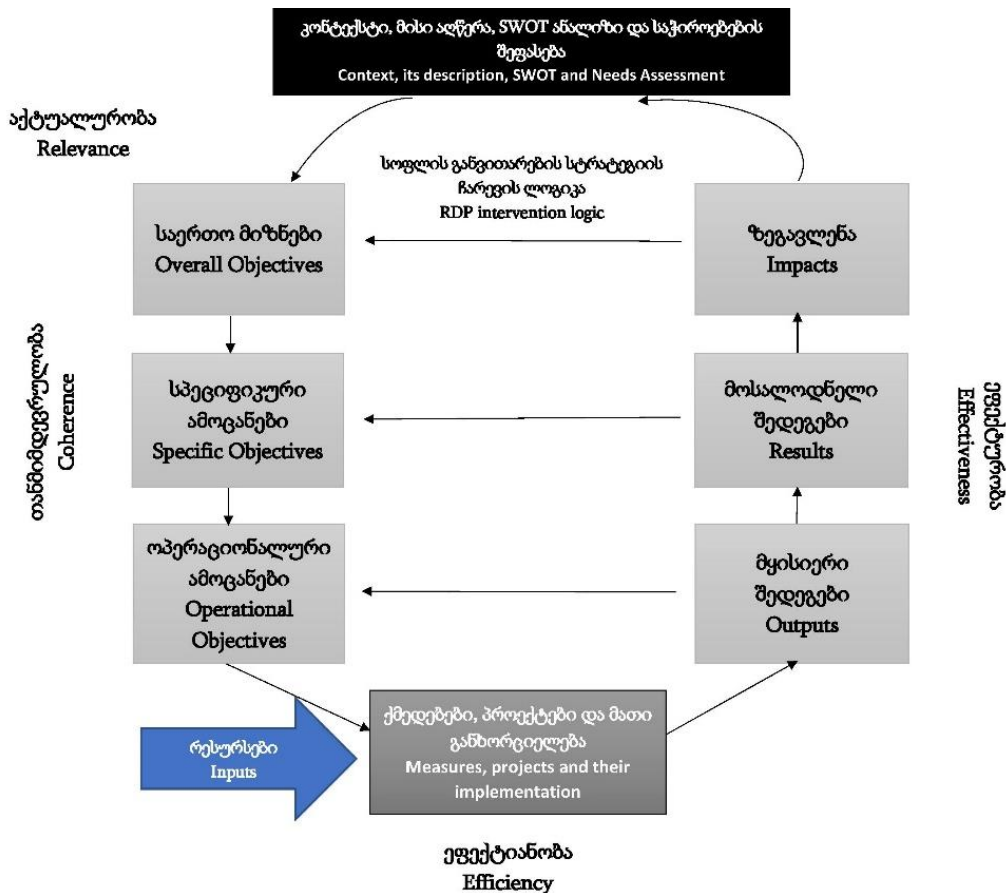 კონტექსტი, მისი აღწერა, SWOT ანალიზი და საჭიროებების
შეფასება
Context, its description, SWOT and Needs Assessment
აქტუალურობა
Relevance
სოფლის განვითარების სტრატეგიის
ჩარევის ლოგიკა
RDP intervention logic
საერთო მიზნები
Overall Objectives
ზეგავლენა
Impacts
თანმიმდევრულობა
Coherence
სპეციფიკური
ამოცანები
Specific Objectives
მოსალოდნელი
შედეგები
Results
ეფექტურობა
Effectiveness
ოპერაციონალური
ამოცანები
Operational
Objectives
მყისიერი
შედეგები
Outputs
რესურსები
Inputs
ქმედებები, პროექტები და მათი
განხორციელება
Measures, projects and their
implementation
ეფექტიანობა
Efficiency